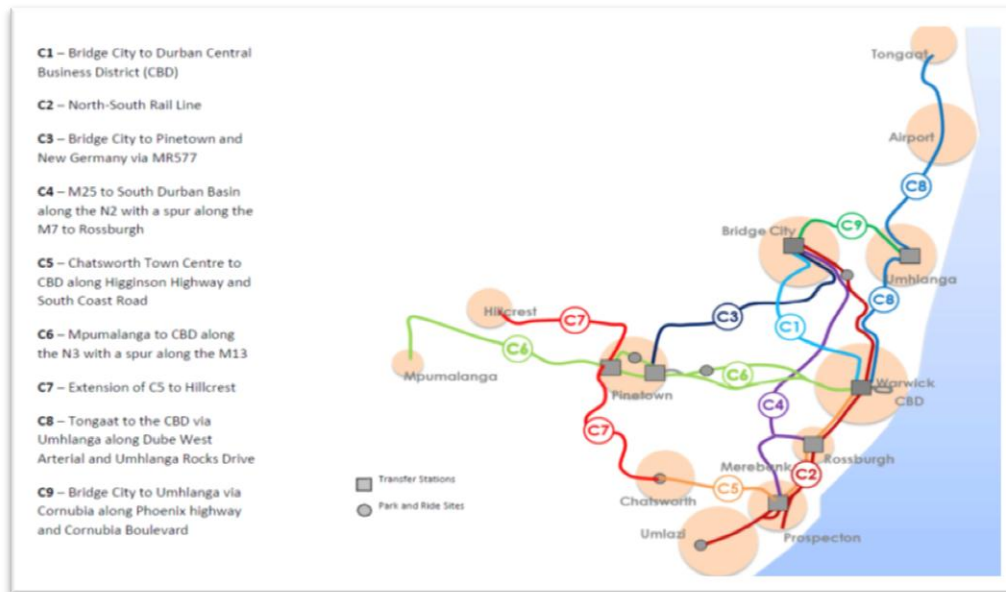 C1 – Bridge City to Durban Central
Business District (CBD)
C2 – North-South Rail Line
C3 – Bridge City to Pinetown and
New Germany via MR577
C4 – M25 to South Durban Basin
along the N2 with a spur along the
M7 to Rossburgh
C5 – Chatsworth Town Centre to
CBD along Higginson Highway and
South Coast Road
C6 – Mpumalanga to CBD along
the N3 with a spur along the M13
C7 – Extension of C5 to Hillcrest
C8 – Tongaat to the CBD via
Umhlanga along Dube West
Arterial and Umhlanga Rocks Drive
C9 – Bridge City to Umhlanga via
Cornubia along Phoenix highway
and Cornubia Boulevard
Tongaat
Airport
C8
Bridge City
C9
Umhlanga
C8
Hillcrest
C7
C3
C1
C6
Mpumalanga
C6
Pinetown
Warwick
CBD
C4
C7
Rossburgh
Merebank
C2
C5
Chatsworth
Prospecton
Umlazi
Transfer Stations
Park and Ride Sites